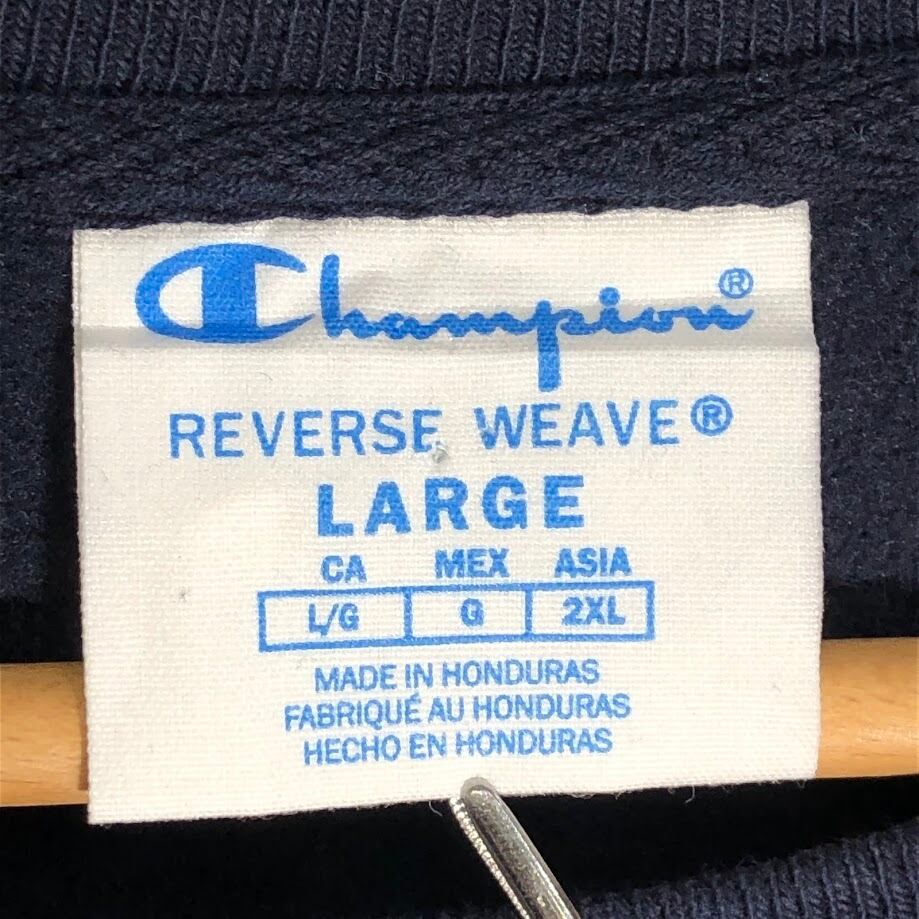 Champion®
REVERSE WEAVE®
LARGE
CA MEX ASIA
L/G G 2XL
MADE IN HONDURAS
FABRIQUÉ AU HONDURAS
HECHO EN HONDURAS